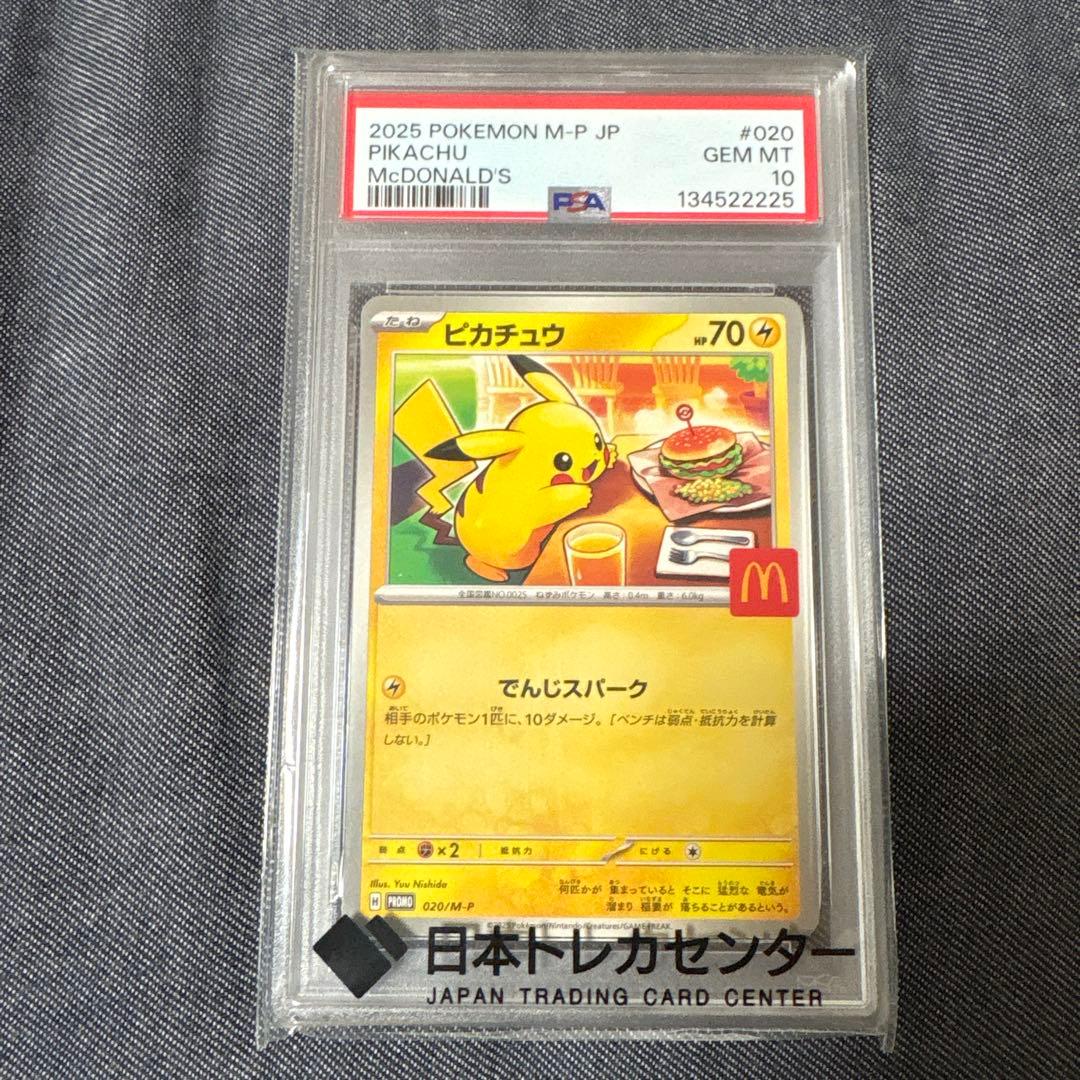 2025 POKEMON M-P JP #020
PIKACHU GEM MT
McDONALD'S 10
PSA 134522225
たね ピカチュウ HP70
全国図鑑NO.0025 ねずみポケモン 高さ:0.4m 重さ:6.0kg
でんじスパーク
相手のポケモン1匹に、10ダメージ。[ベンチは弱点・抵抗力を計算
しない。]
弱点 ×2 抵抗力 にげる
Illus. Yuu Nishida
何匹かが 集まっていると そこに 猛烈な 電気が
溜まり 稲妻が 落ちることがあるという。
H PROMO 020/M-P
©2025 Pokémon/Nintendo/Creatures/GAME FREAK.
日本トレカセンター
JAPAN TRADING CARD CENTER